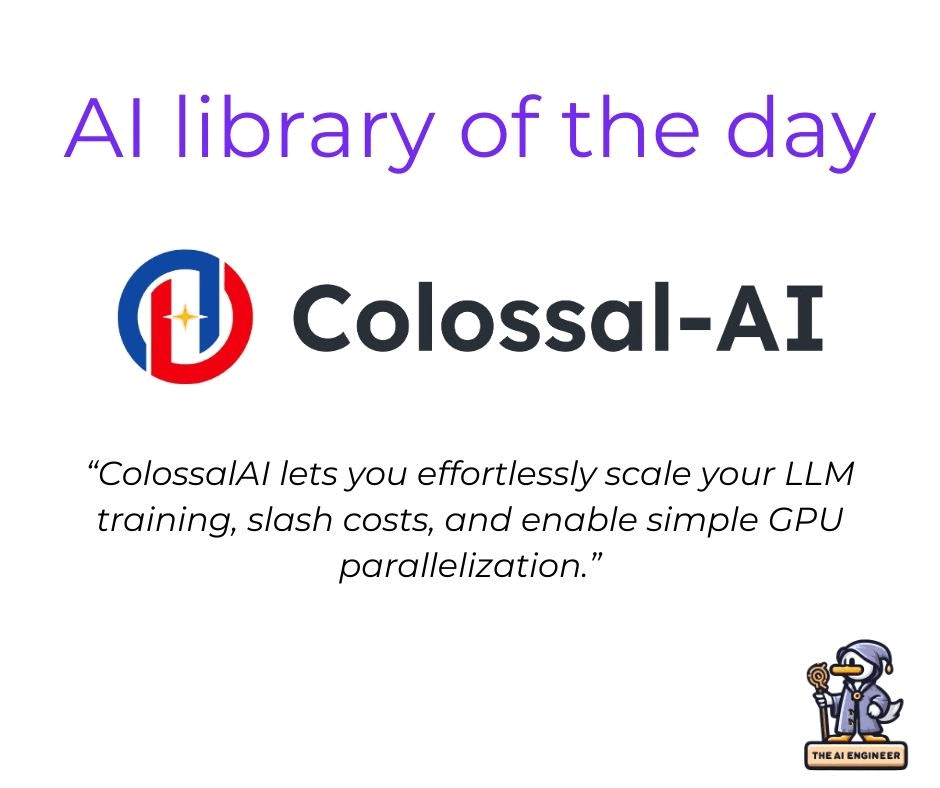 AI library of the day
Colossal-AI
“ColossalAI lets you effortlessly scale your LLM
training, slash costs, and enable simple GPU
parallelization.”
THE AI ENGINEER